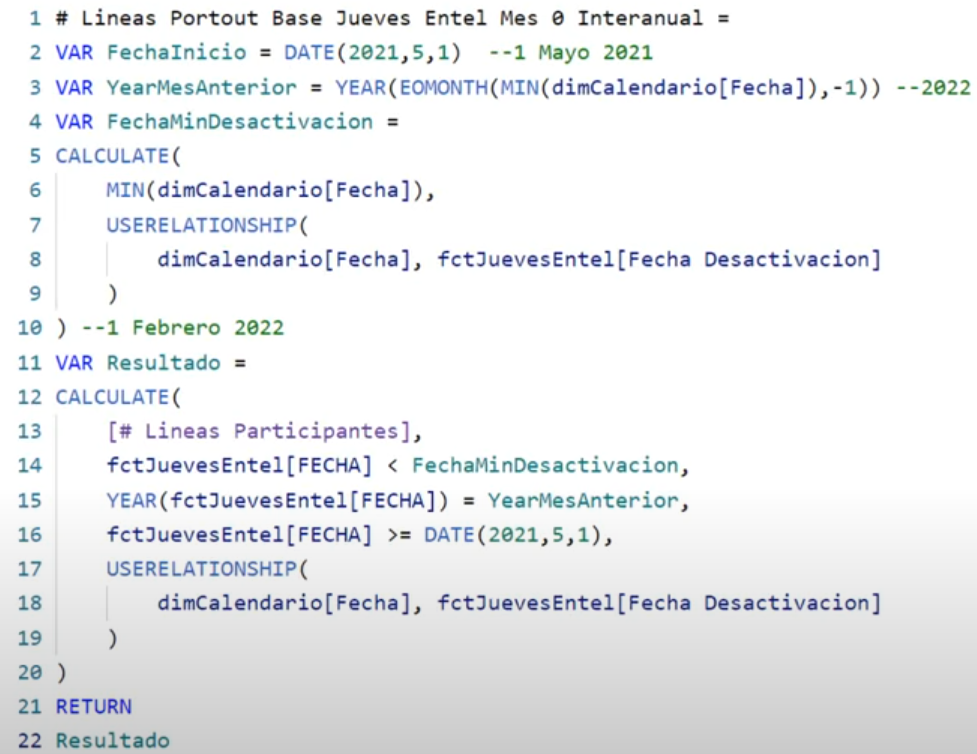 1 # Lineas Portout Base Jueves Entel Mes 0 Interanual =
2 VAR FechaInicio = DATE(2021,5,1)  --1 Mayo 2021
3 VAR YearMesAnterior = YEAR(EOMONTH(MIN(dimCalendario[Fecha]),-1)) --2022
4 VAR FechaMinDesactivacion =
5 CALCULATE(
6     MIN(dimCalendario[Fecha]),
7     USERELATIONSHIP(
8         dimCalendario[Fecha], fctJuevesEntel[Fecha Desactivacion]
9     )
10 ) --1 Febrero 2022
11 VAR Resultado =
12 CALCULATE(
13     [# Lineas Participantes],
14     fctJuevesEntel[FECHA] < FechaMinDesactivacion,
15     YEAR(fctJuevesEntel[FECHA]) = YearMesAnterior,
16     fctJuevesEntel[FECHA] >= DATE(2021,5,1),
17     USERELATIONSHIP(
18         dimCalendario[Fecha], fctJuevesEntel[Fecha Desactivacion]
19     )
20 )
21 RETURN
22 Resultado